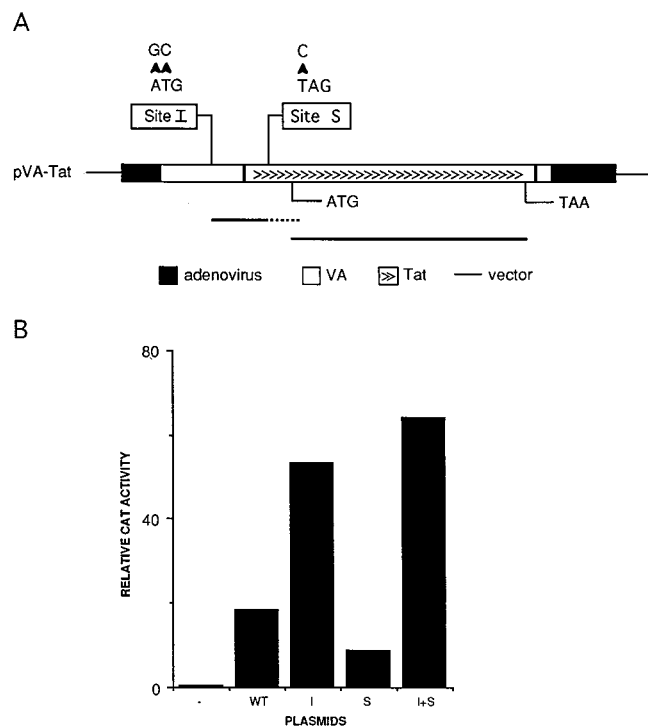 A
GC
C
ATG
TAG
Site I
Site S
pVA-Tat
>>>>>>>>>>>>>>>>>>>>>>>>>>>>>>>>>>
ATG
TAA
adenovirus
VA
>> Tat
vector
B
80
40
0
RELATIVE CAT ACTIVITY
- WT I S I+S
PLASMIDS